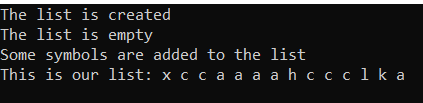 The list is created
The list is empty
Some symbols are added to the list
This is our list: x c c a a a a h c c c l k a